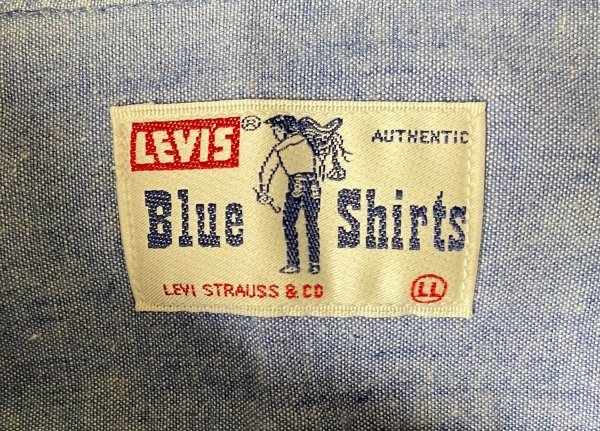 LEVIS®
AUTHENTIC
Blue Shirts
LEVI STRAUSS & CO
LL